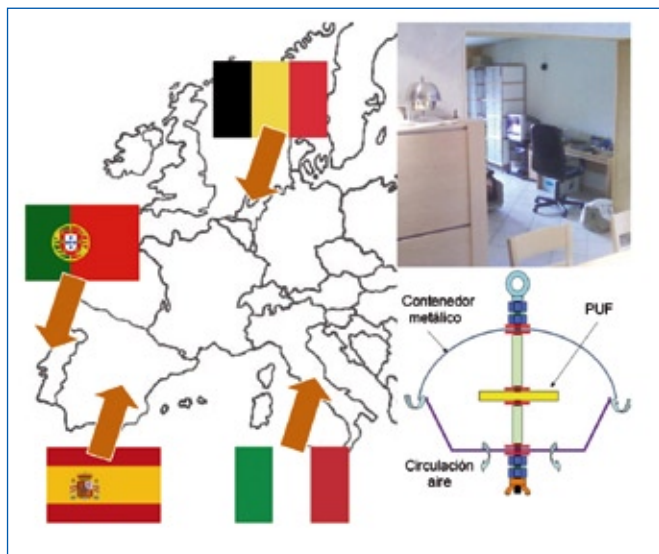 Contenedor
metálico
PUF
Circulación
aire